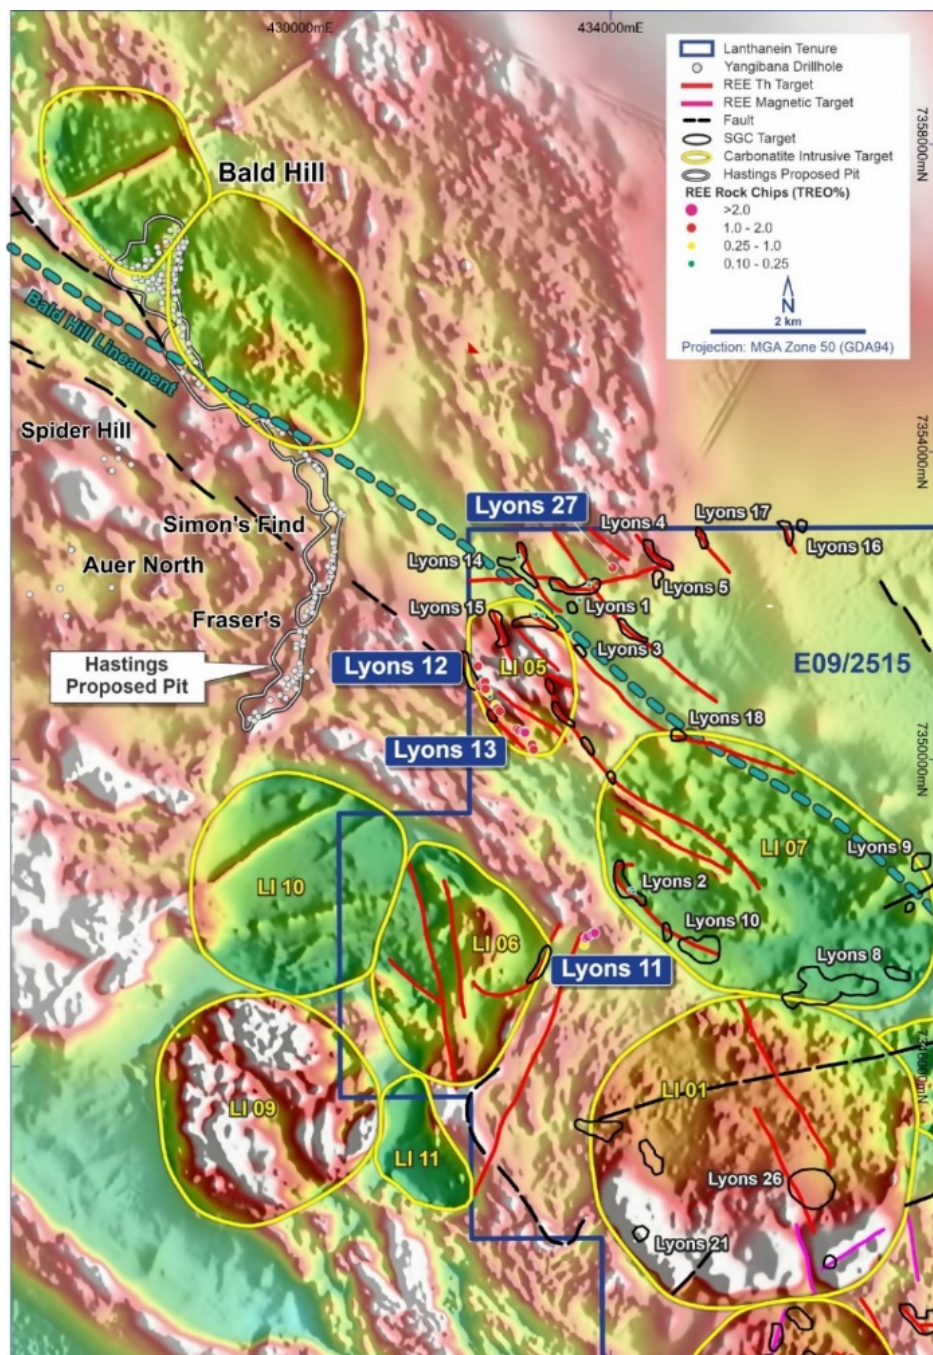 430000mE
434000mE
Lanthanein Tenure
Yangibana Drillhole
REE Th Target
REE Magnetic Target
Fault
SGC Target
Carbonatite Intrusive Target
Hastings Proposed Pit
REE Rock Chips (TREO%)
>2.0
1.0 - 2.0
0.25 - 1.0
0.10 - 0.25
N
2 km
Projection: MGA Zone 50 (GDA94)
7358000mN
Bald Hill
Bald Hill Lineament
Spider Hill
7354000mN
Simon's Find
Auer North
Fraser's
Hastings
Proposed Pit
Lyons 27
Lyons 4
Lyons 17
Lyons 16
Lyons 14
Lyons 5
Lyons 1
Lyons 15
Lyons 3
Lyons 12
LI 05
E09/2515
Lyons 18
Lyons 13
7350000mN
LI 07
Lyons 9
LI 10
Lyons 2
Lyons 10
LI 06
Lyons 8
Lyons 11
LI 09
LI 01
LI 11
Lyons 26
Lyons 21